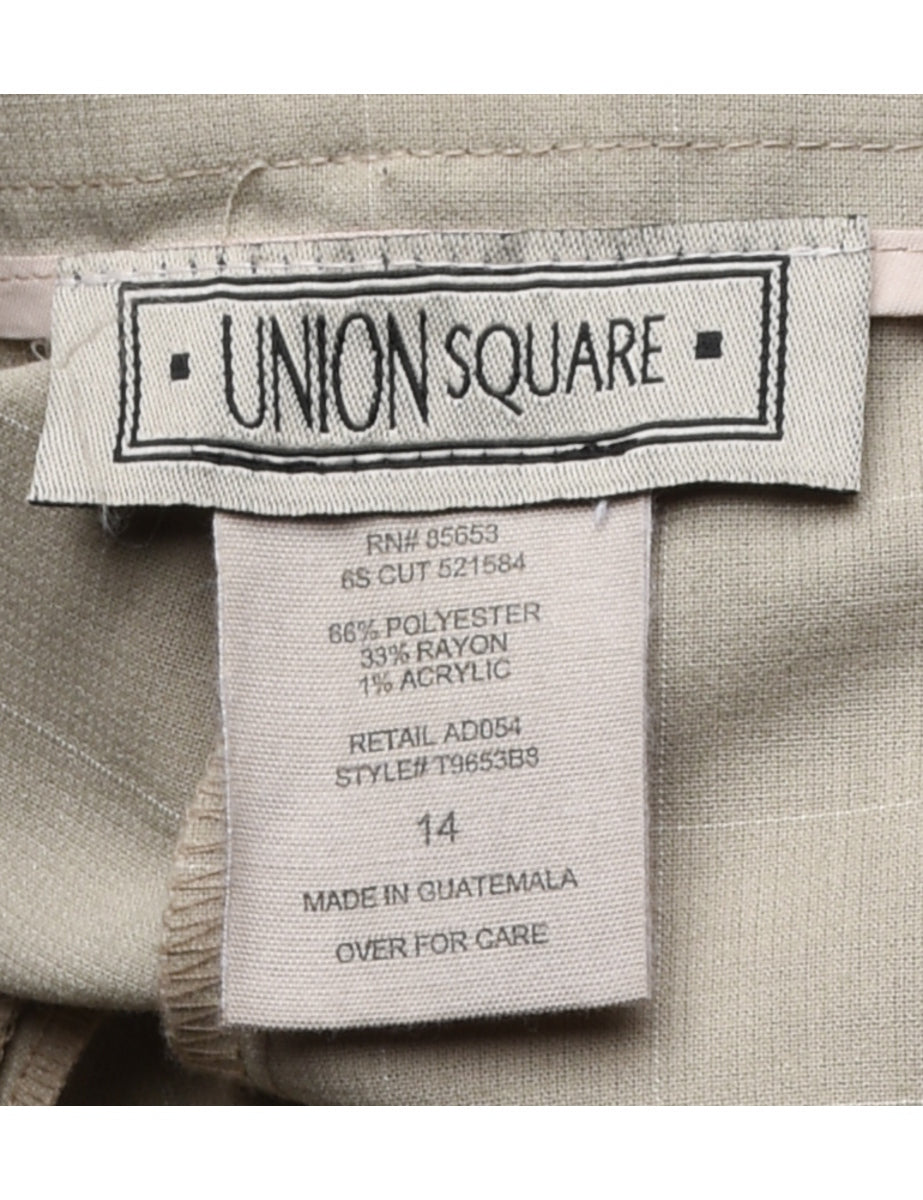 UNION SQUARE
RN# 85653
6S CUT 521584
66% POLYESTER
33% RAYON
1% ACRYLIC
RETAIL AD054
STYLE# T9653B8
14
MADE IN GUATEMALA
OVER FOR CARE